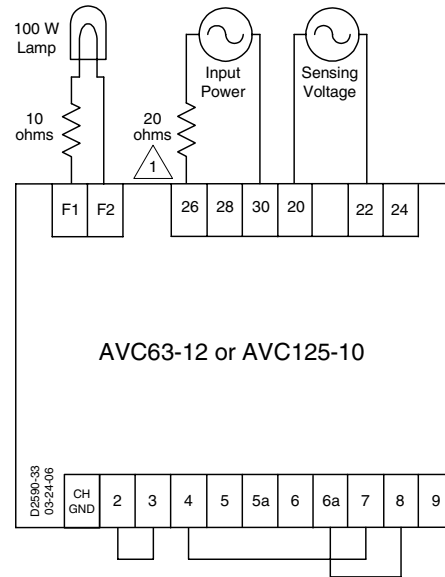 100 W
Lamp
Input
Power
Sensing
Voltage
10
ohms
20
ohms
1
F1 F2 26 28 30 20 22 24
AVC63-12 or AVC125-10
D2590-33
03-24-06
CH
GND
2 3 4 5 5a 6 6a 7 8 9